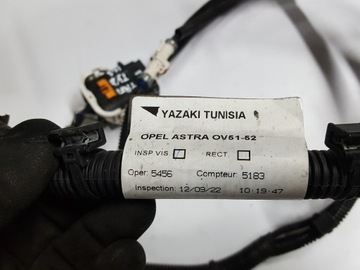 YAZAKI TUNISIA
OPEL ASTRA OV51-52
INSP VIS RECT
Oper: 5456 Compteur: 5183
Inspection: 12/09/22 10:19:47